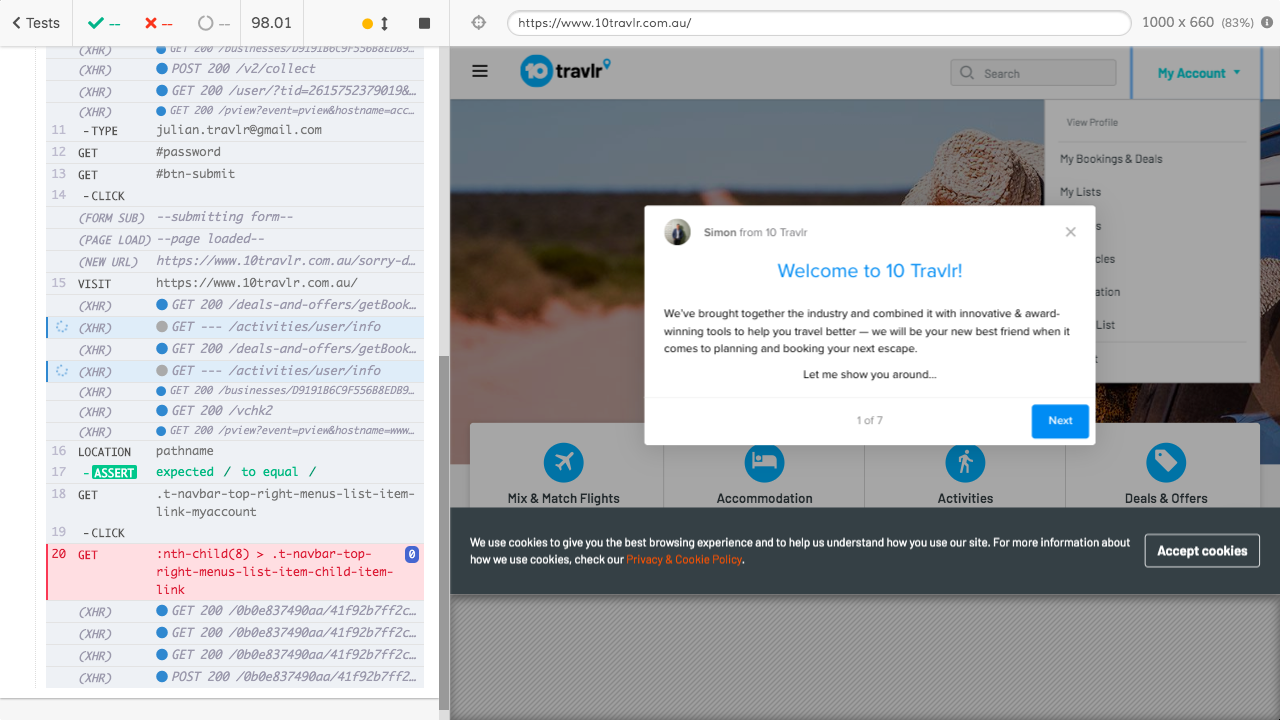 Tests
--
--
--
98.01
https://www.10travlr.com.au/
1000 x 660 (83%)
(XHR) GET 200 /businesses/D9191B6C9F556B8EDB9...
(XHR) POST 200 /v2/collect
(XHR) GET 200 /user/?tid=2615752379019&...
(XHR) GET 200 /pview?event=pview&hostname=acc...
11 -TYPE julian.travlr@gmail.com
12 GET #password
13 GET #btn-submit
14 -CLICK
(FORM SUB) --submitting form--
(PAGE LOAD) --page loaded--
(NEW URL) https://www.10travlr.com.au/sorry-d...
15 VISIT https://www.10travlr.com.au/
(XHR) GET 200 /deals-and-offers/getBook...
(XHR) GET --- /activities/user/info
(XHR) GET 200 /deals-and-offers/getBook...
(XHR) GET --- /activities/user/info
(XHR) GET 200 /businesses/D9191B6C9F556B8EDB9...
(XHR) GET 200 /vchk2
(XHR) GET 200 /pview?event=pview&hostname=www...
16 LOCATION pathname
17 -ASSERT expected / to equal /
18 GET .t-navbar-top-right-menus-list-item-
link-myaccount
19 -CLICK
20 GET :nth-child(8) > .t-navbar-top- 0
right-menus-list-item-child-item-
link
(XHR) GET 200 /0b0e837490aa/41f92b7ff2c...
(XHR) GET 200 /0b0e837490aa/41f92b7ff2c...
(XHR) GET 200 /0b0e837490aa/41f92b7ff2c...
(XHR) POST 200 /0b0e837490aa/41f92b7ff2...
10 travlr
Search
My Account
View Profile
My Bookings & Deals
My Lists
Simon from 10 Travlr
Welcome to 10 Travlr!
We've brought together the industry and combined it with innovative & award-
winning tools to help you travel better — we will be your new best friend when it
comes to planning and booking your next escape.
Let me show you around...
1 of 7
Next
List
Mix & Match Flights
Accommodation
Activities
Deals & Offers
We use cookies to give you the best browsing experience and to help us understand how you use our site. For more information about
how we use cookies, check our Privacy & Cookie Policy.
Accept cookies